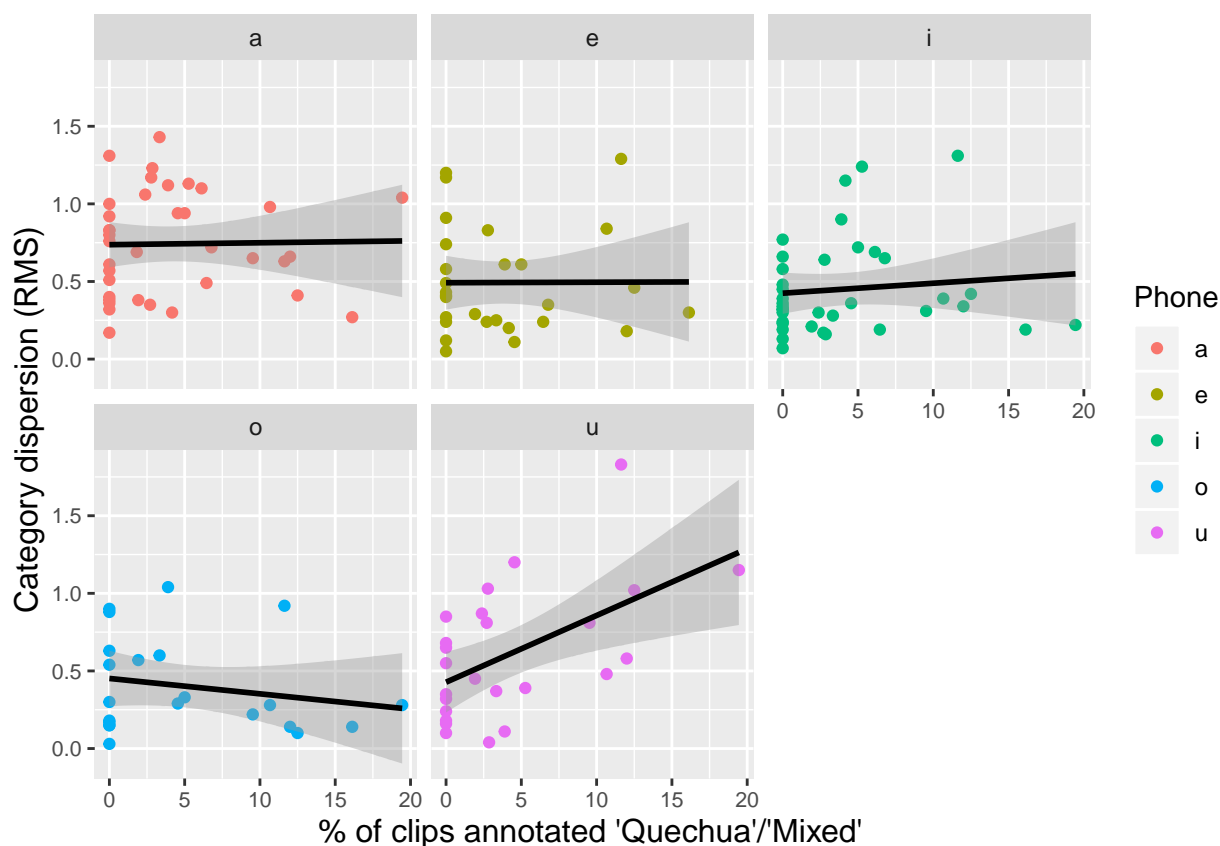 a
e
i
Category dispersion (RMS)
1.5
1.0
0.5
0.0
0 5 10 15 20
o
u
1.5
1.0
0.5
0.0
0 5 10 15 20
0 5 10 15 20
% of clips annotated 'Quechua'/'Mixed'
Phone
a
e
i
o
u